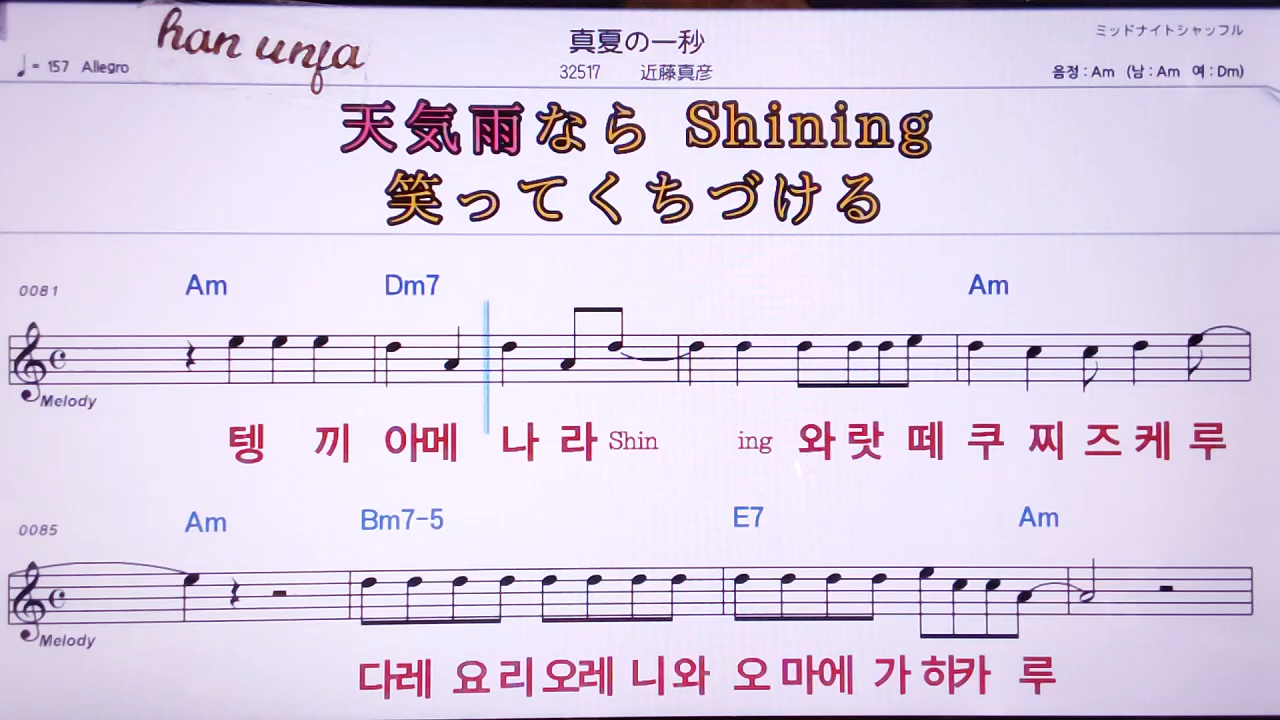 han unfa
真夏の一秒
ミッドナイトシャッフル
♩= 157 Allegro
32517 近藤真彦
음정 : Am (남 : Am 여 : Dm)
天気雨なら Shining
笑ってくちづける
0081 Am Dm7 Am
Melody
텡 끼 아메 나 라 Shin ing 와 랏 떼 쿠 찌 즈 케 루
0085 Am Bm7-5 E7 Am
Melody
다레 요 리 오레 니 와 오 마에 가 히카 루